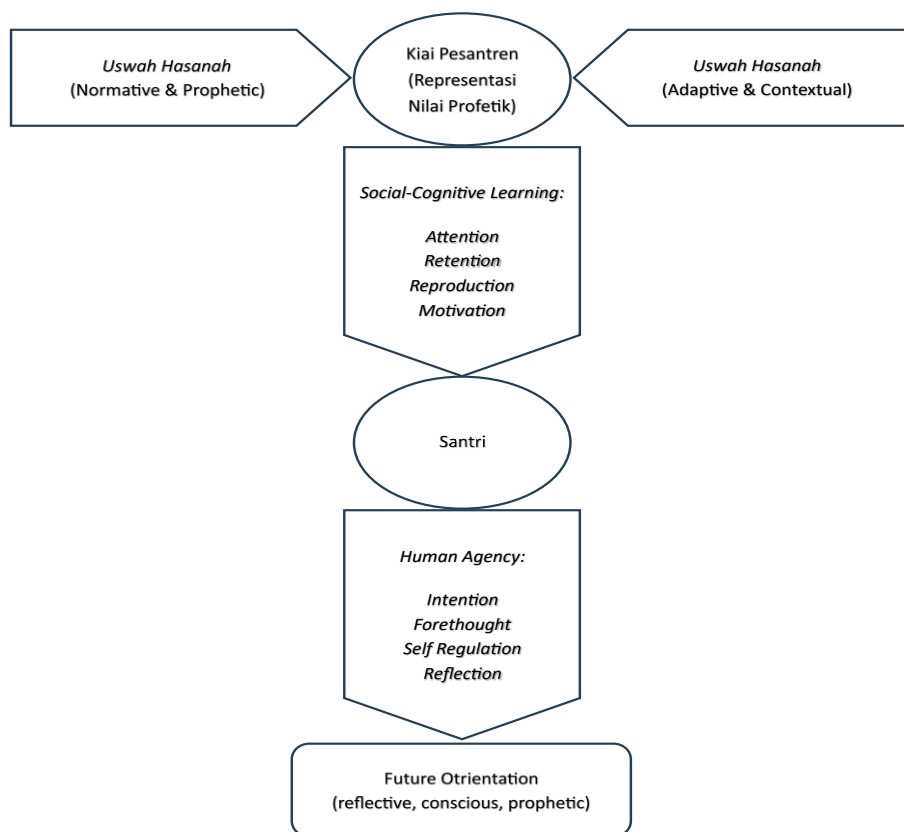 Uswah Hasanah
(Normative & Prophetic)
Kiai Pesantren
(Representasi
Nilai Profetik)
Uswah Hasanah
(Adaptive & Contextual)
Social-Cognitive Learning:
Attention
Retention
Reproduction
Motivation
Santri
Human Agency:
Intention
Forethought
Self Regulation
Reflection
Future Otrientation
(reflective, conscious, prophetic)